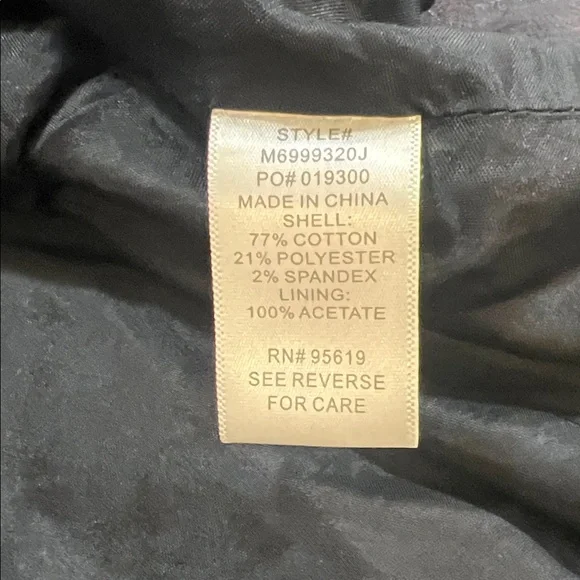 STYLE#
M6999320J
PO# 019300
MADE IN CHINA
SHELL:
77% COTTON
21% POLYESTER
2% SPANDEX
LINING:
100% ACETATE
RN# 95619
SEE REVERSE
FOR CARE